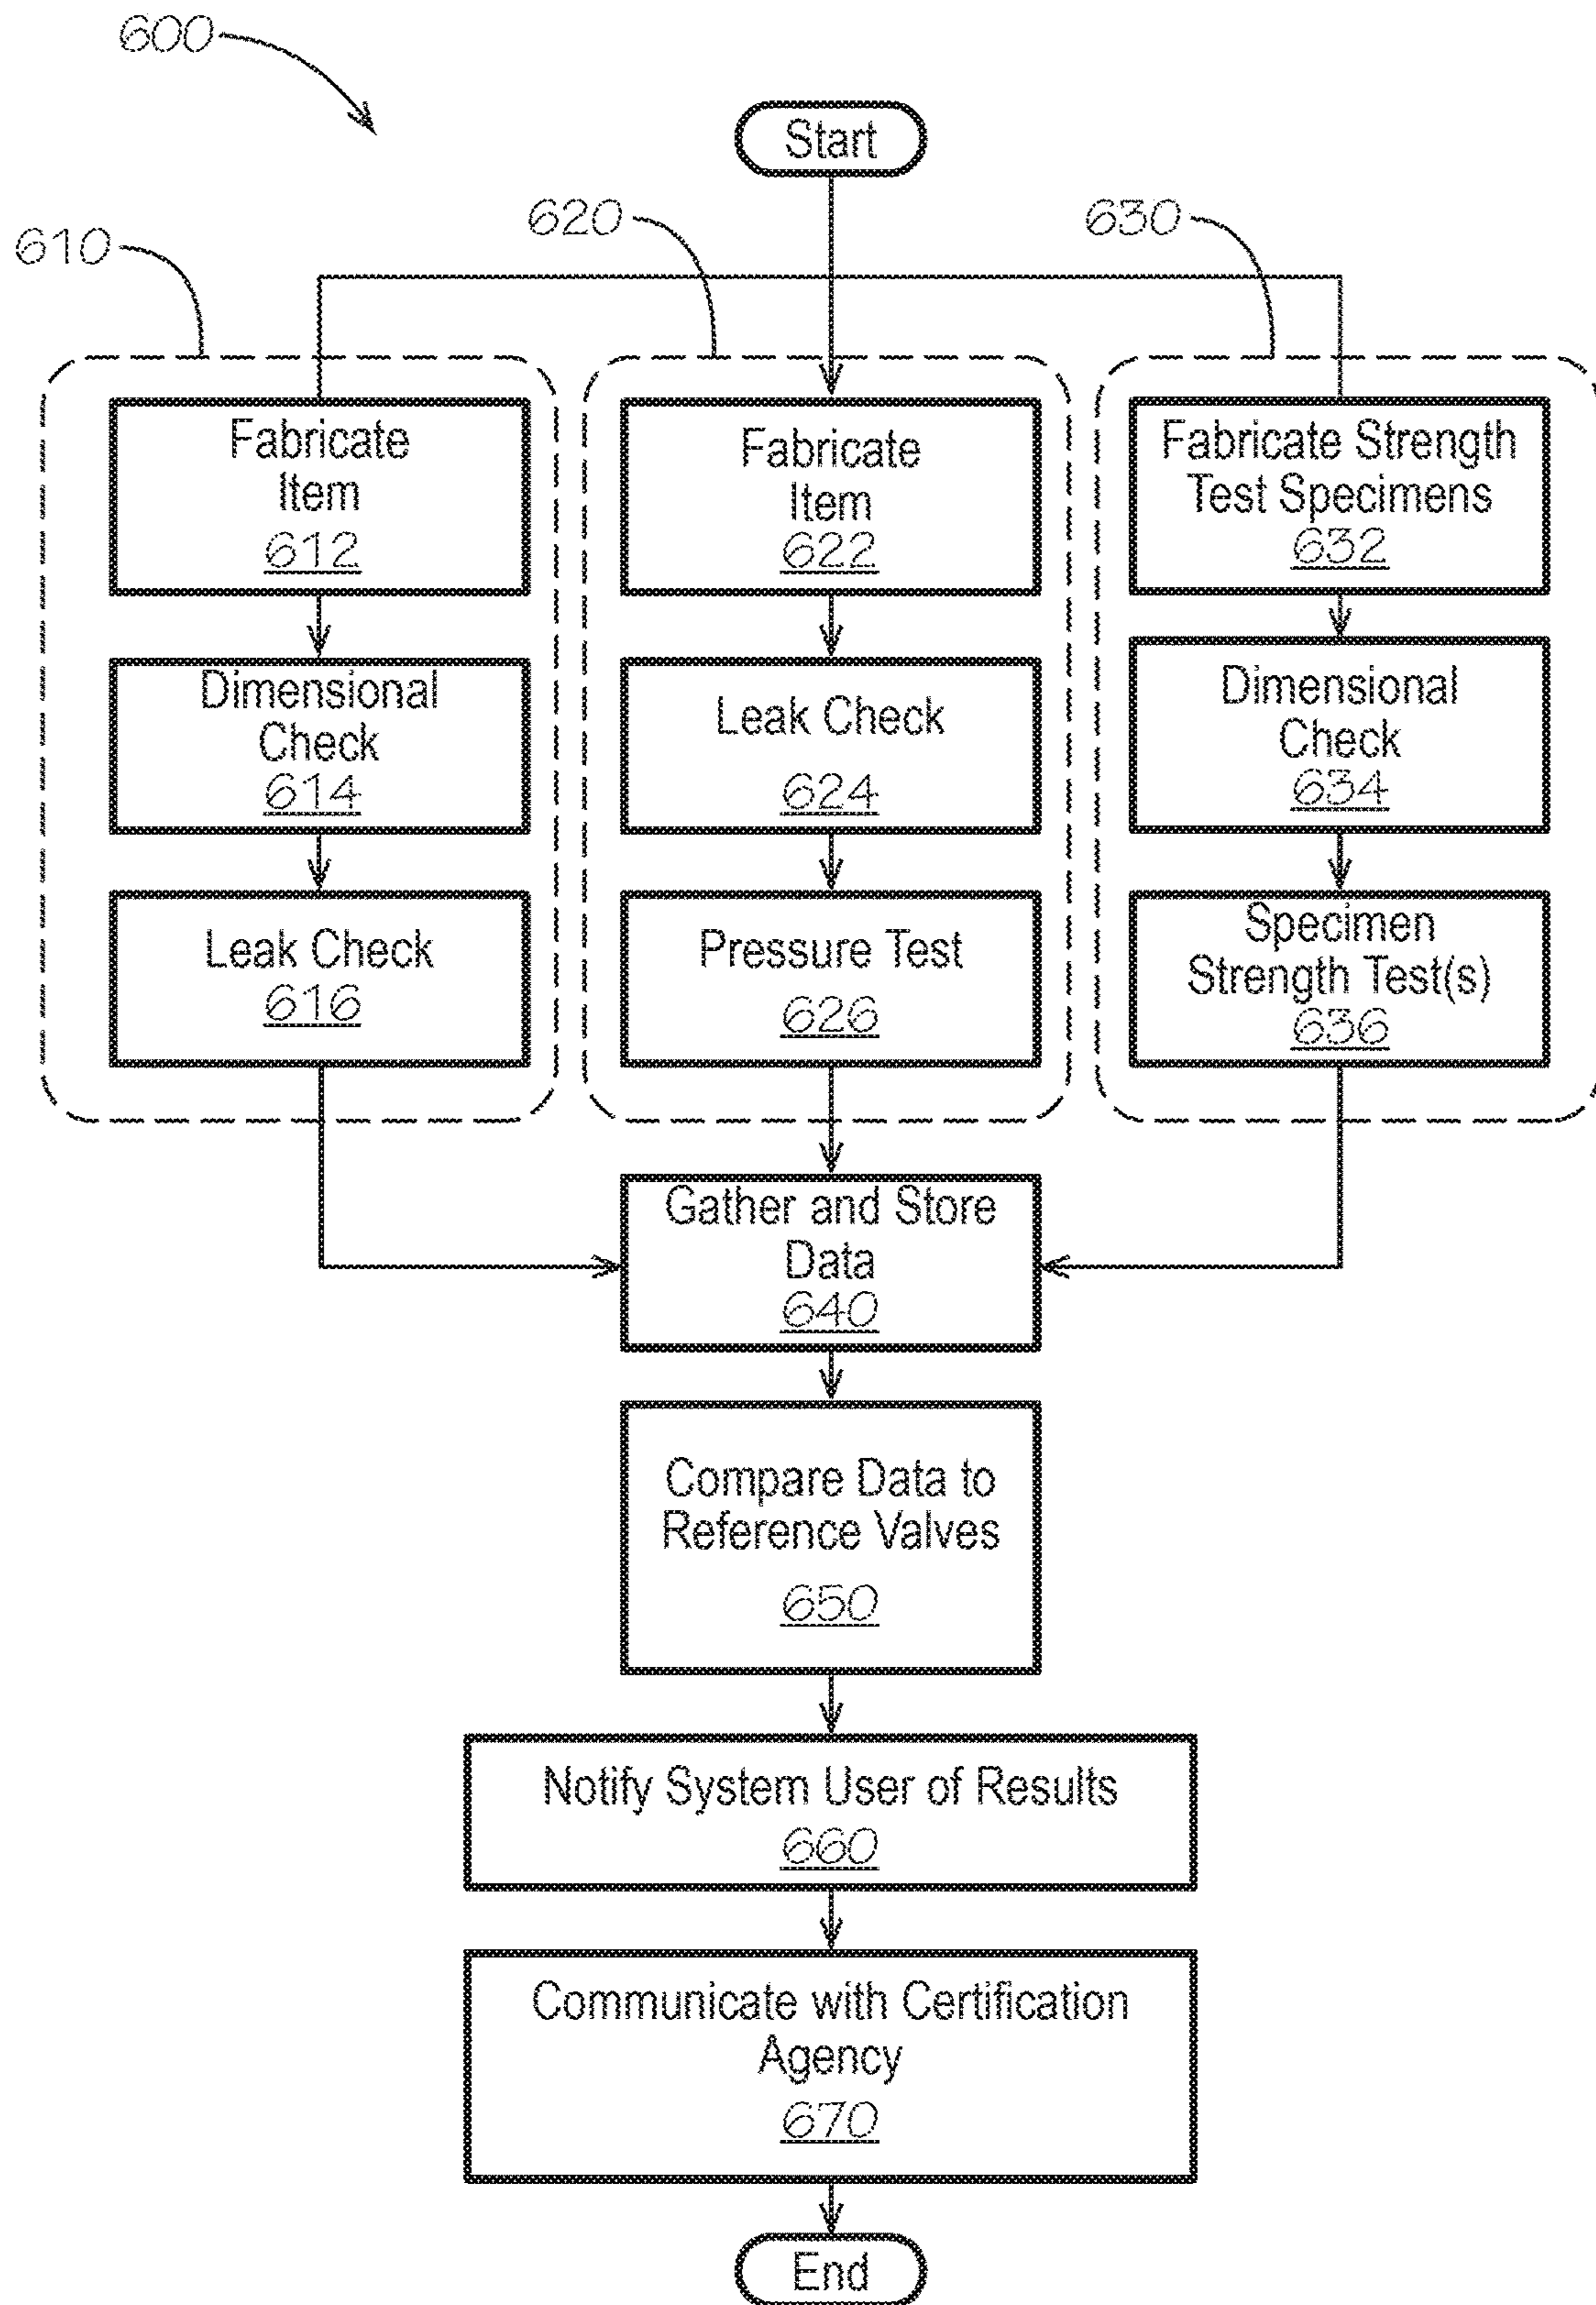 600
Start
610
620
630
Fabricate
Item
612
Dimensional
Check
614
Leak Check
616
Fabricate
Item
622
Leak Check
624
Pressure Test
626
Fabricate Strength
Test Specimens
632
Dimensional
Check
634
Specimen
Strength Test(s)
636
Gather and Store
Data
640
Compare Data to
Reference Valves
650
Notify System User of Results
660
Communicate with Certification
Agency
670
End